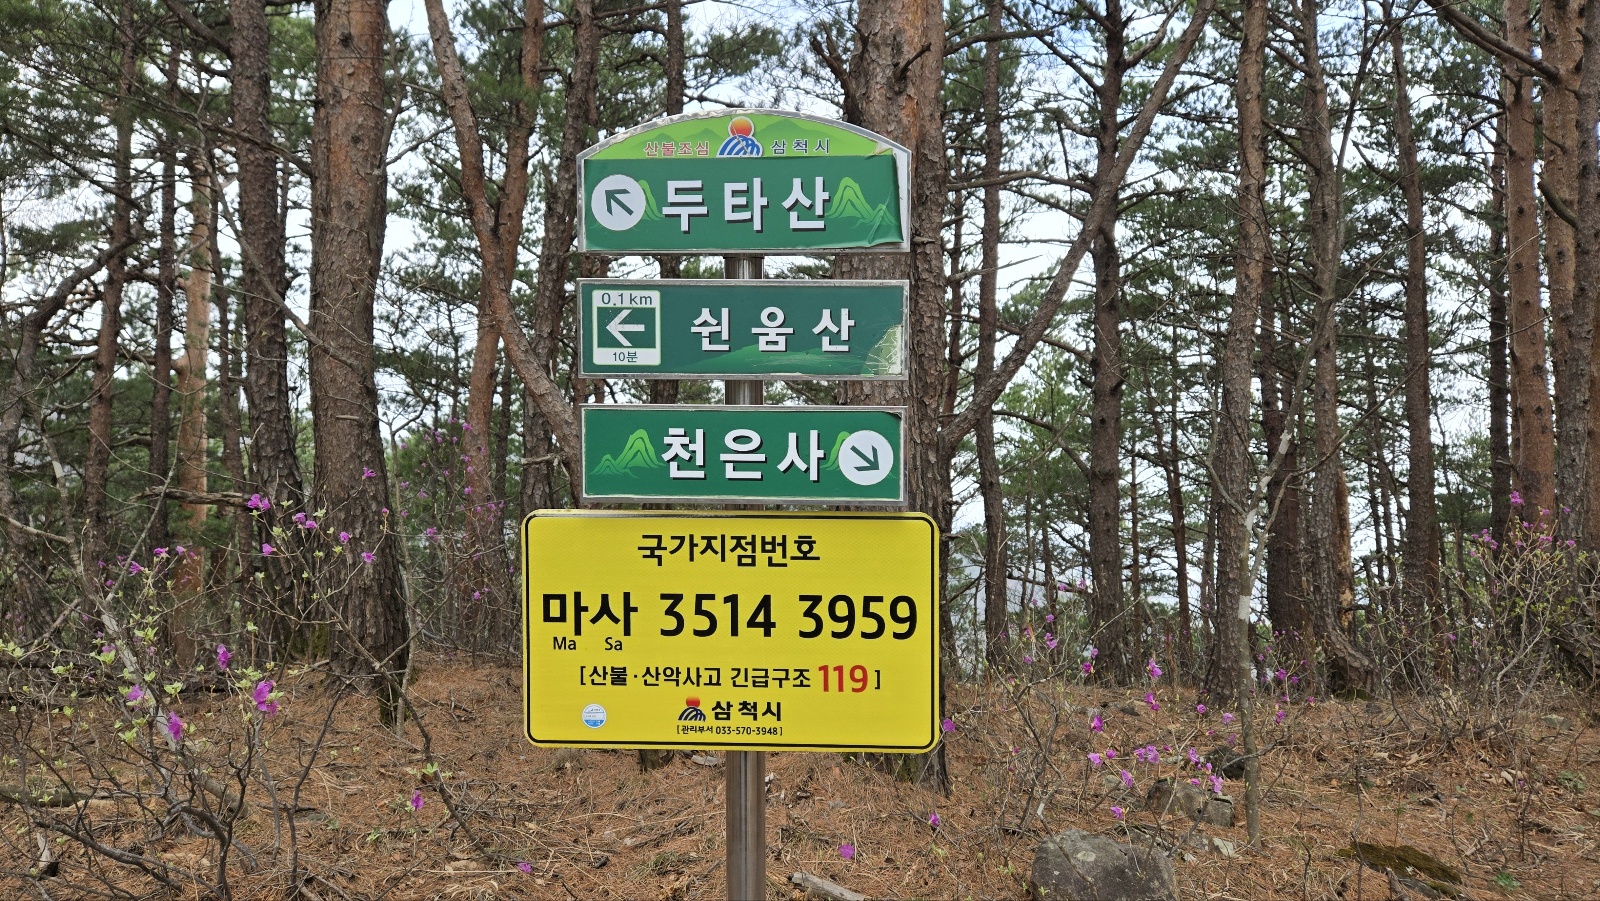 산불조심 삼척시
두타산
0.1km
10분
쉰움산
천은사
국가지점번호
마사 3514 3959
Ma Sa
[산불·산악사고 긴급구조 119]
삼척시
[관리부서 033-570-3948]